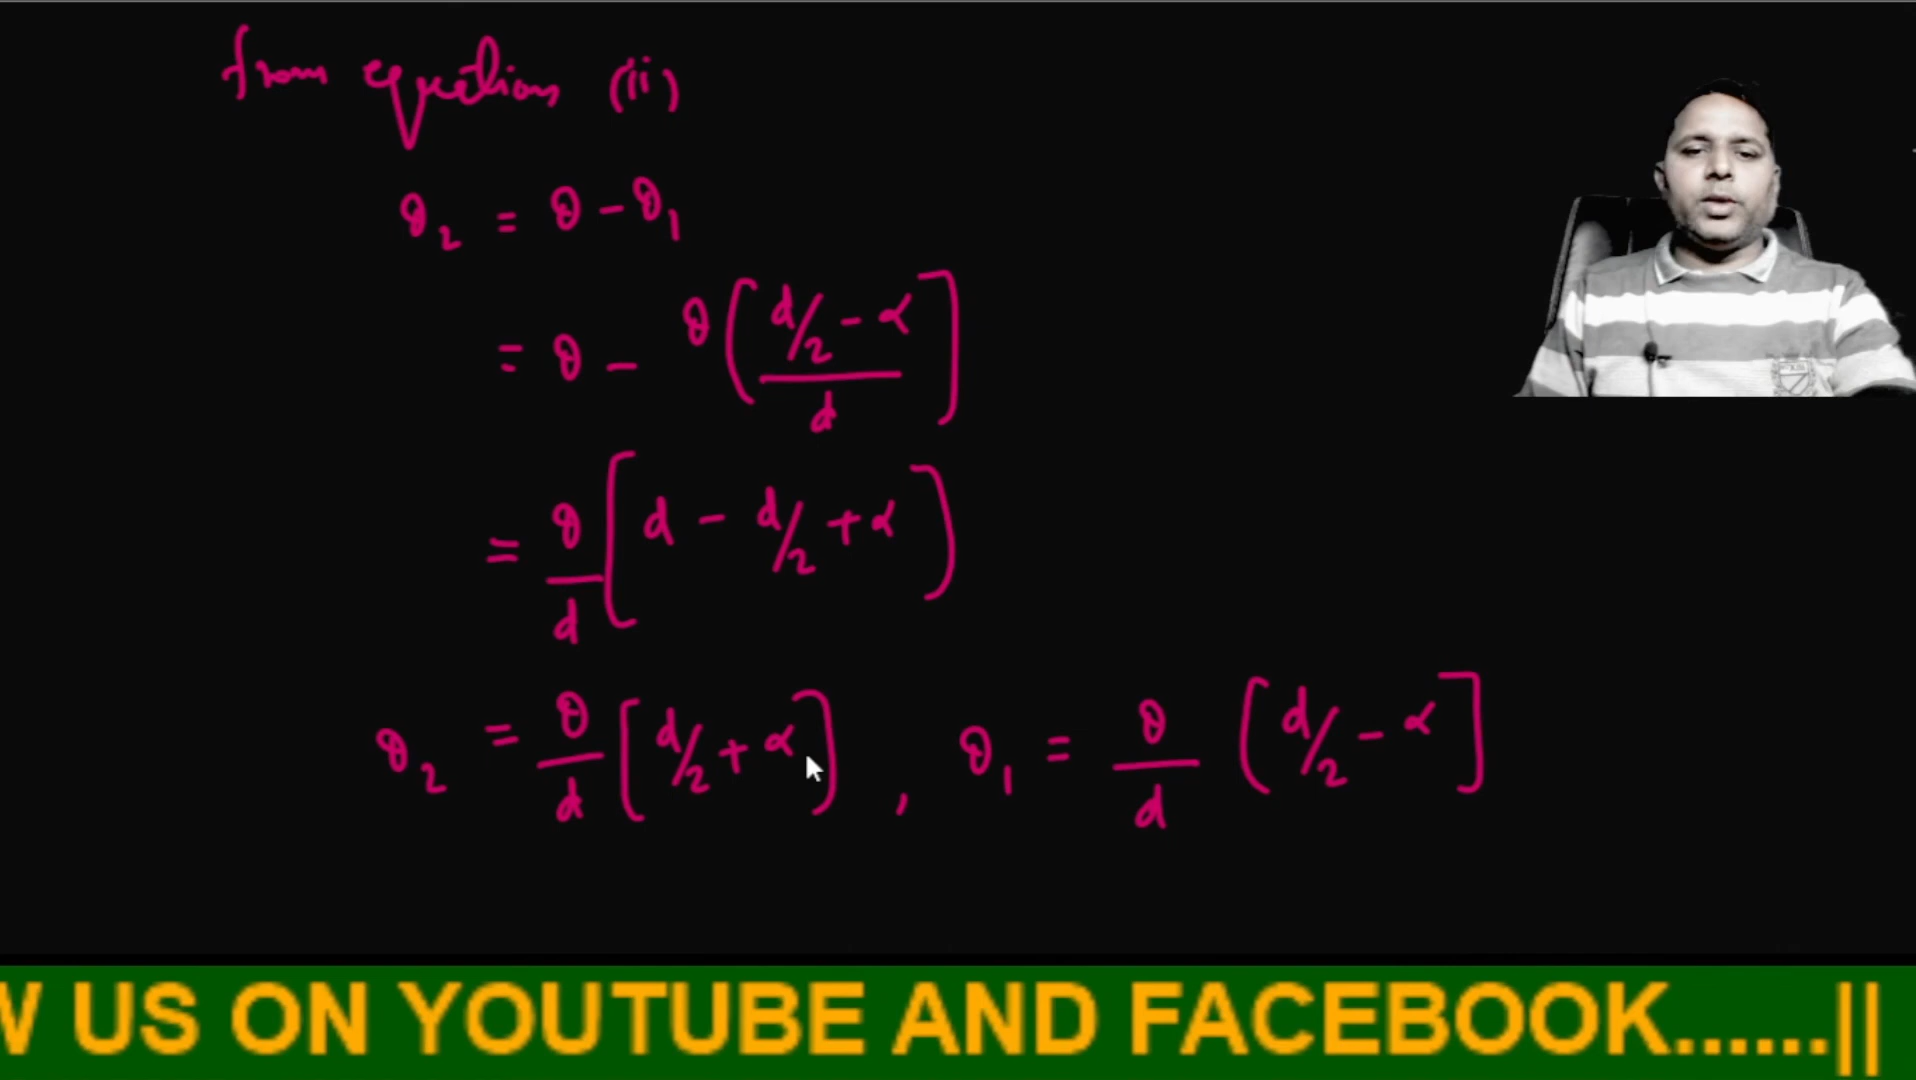 from equation (ii)
θ₂ = θ - θ₁
= θ - θ ( (d/2 - α) / d ]
= θ/d [ d - d/2 + α )
θ₂ = θ/d [ d/2 + α ) , θ₁ = θ/d ( d/2 - α ]
W US ON YOUTUBE AND FACEBOOK......||